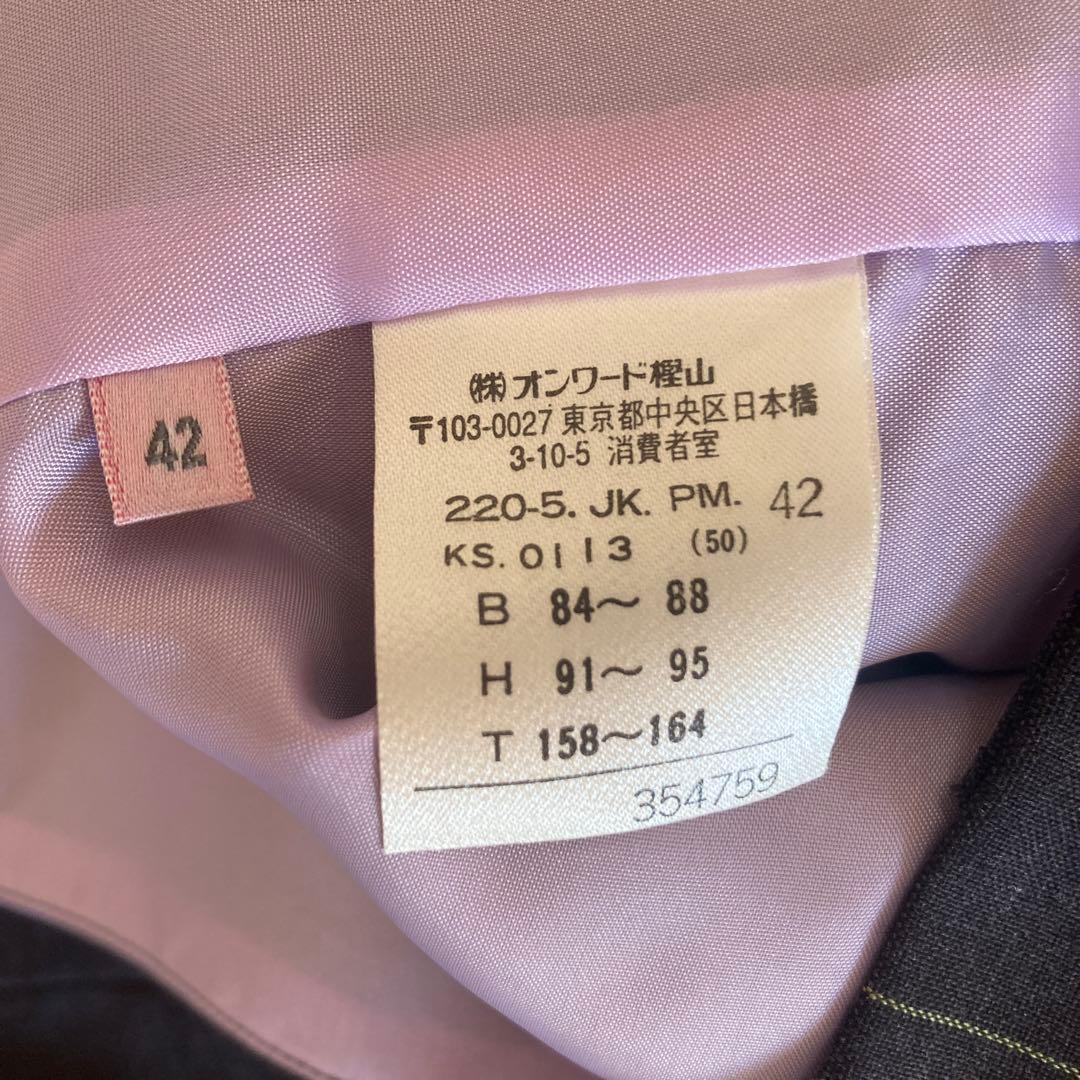 42
㈱オンワード樫山
〒103-0027 東京都中央区日本橋
3-10-5 消費者室
220-5. JK. PM. 42
KS. 0113 (50)
B 84〜 88
H 91〜 95
T 158〜164
354759